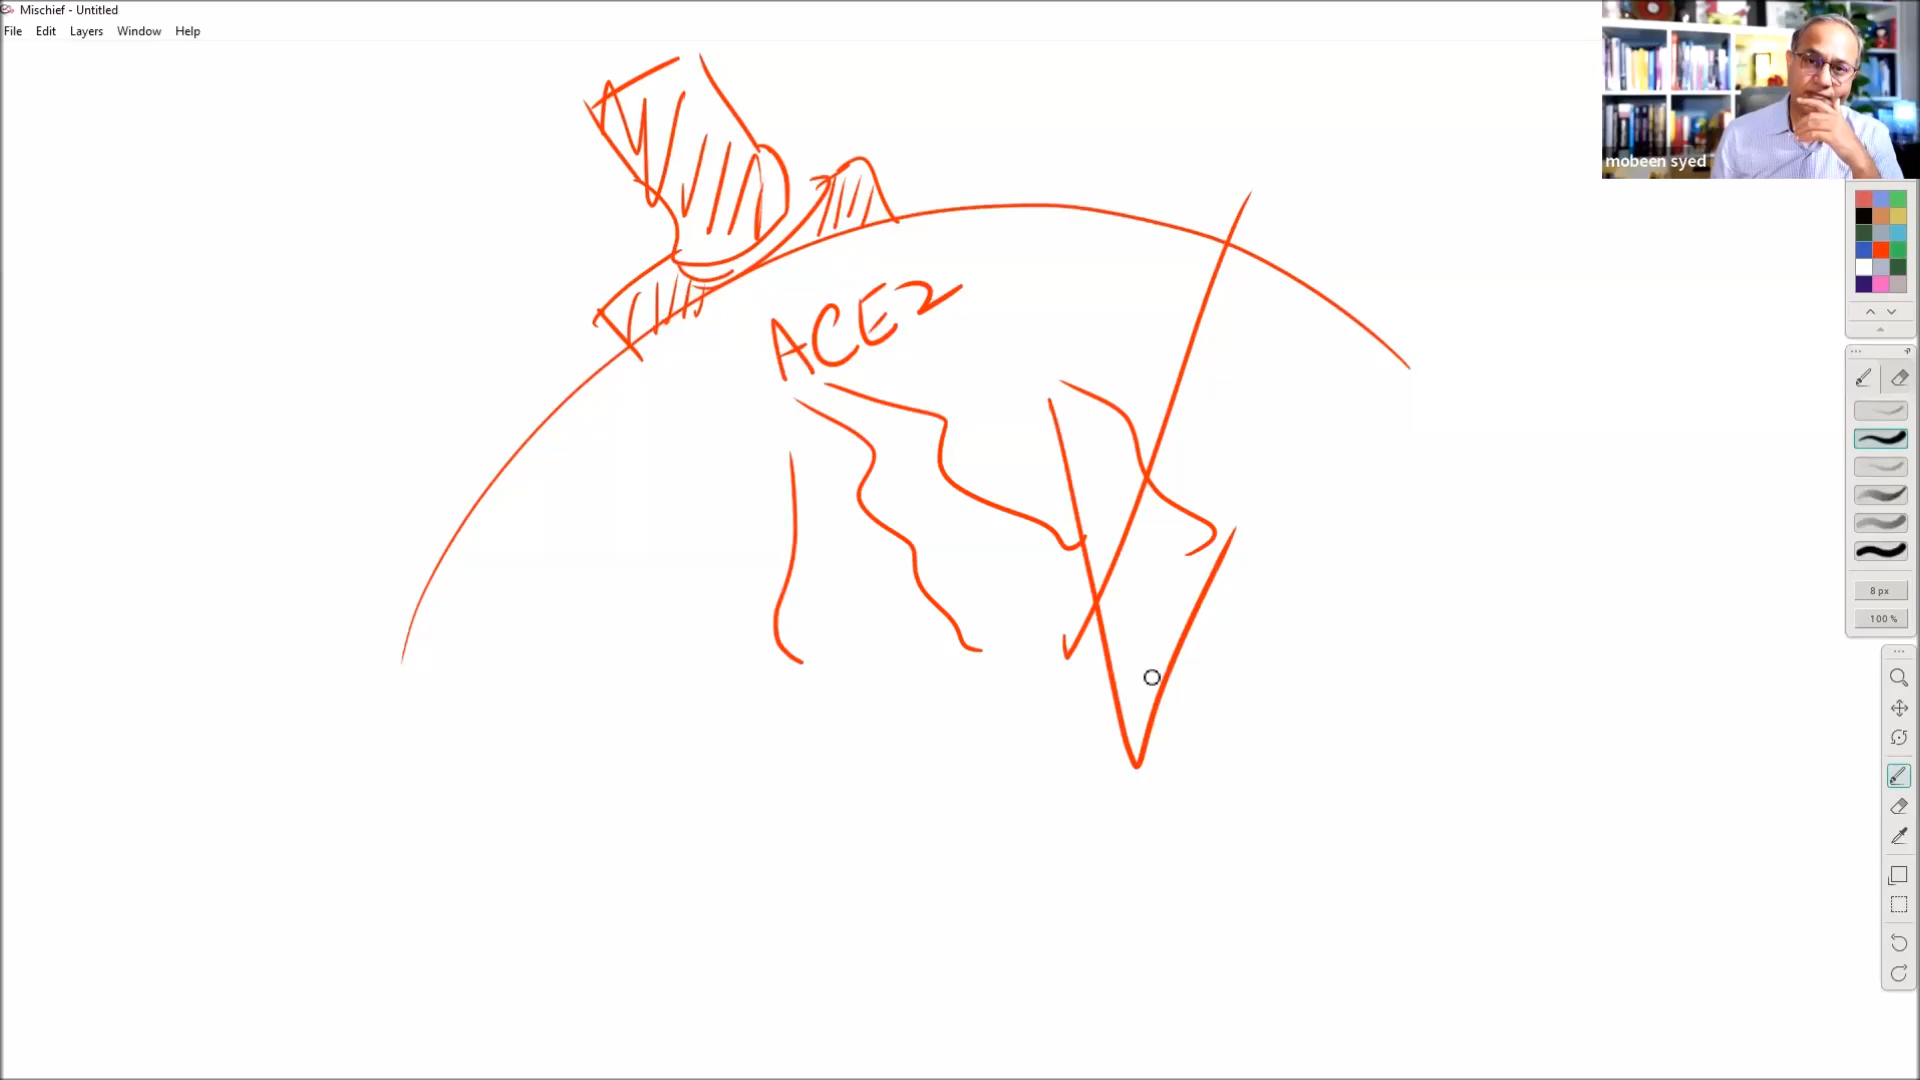 Mischief - Untitled
File Edit Layers Window Help
mobeen syed
ACE2
8 px
100 %